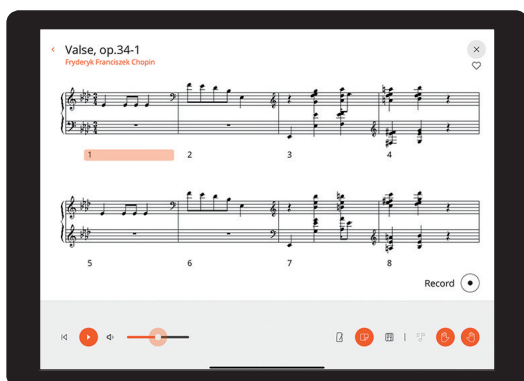 Valse, op.34-1
Fryderyk Franciszek Chopin
1 2 3 4
5 6 7 8
Record